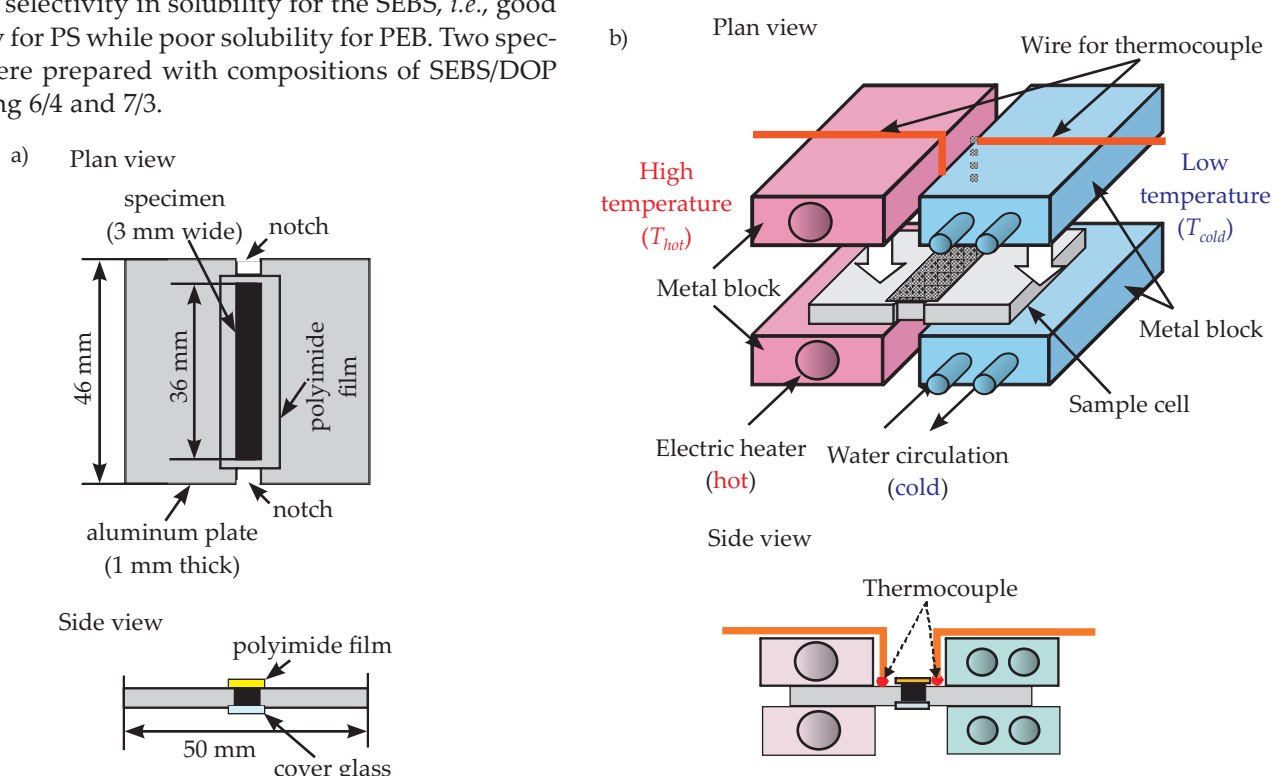 selectivity in solubility for the SEBS, i.e., good
for PS while poor solubility for PEB. Two spec-
were prepared with compositions of SEBS/DOP
6/4 and 7/3.
a)
Plan view
specimen
(3 mm wide)
notch
46 mm
36 mm
polyimide
film
notch
aluminum plate
(1 mm thick)
Side view
polyimide film
50 mm
cover glass
b)
Plan view
Wire for thermocouple
High
temperature
(Thot)
Low
temperature
(Tcold)
Metal block
Metal block
Sample cell
Electric heater
(hot)
Water circulation
(cold)
Side view
Thermocouple